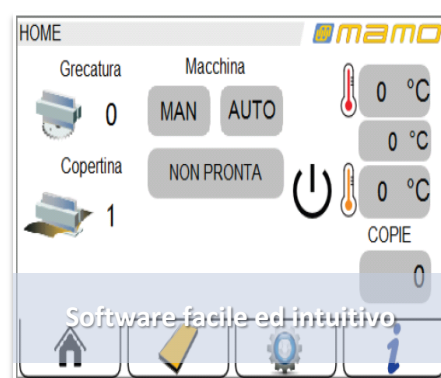 HOME
mamo
Grecatura
Macchina
0
MAN
AUTO
0 °C
0 °C
Copertina
NON PRONTA
1
0 °C
COPIE
0
Software facile ed intuitivo
i